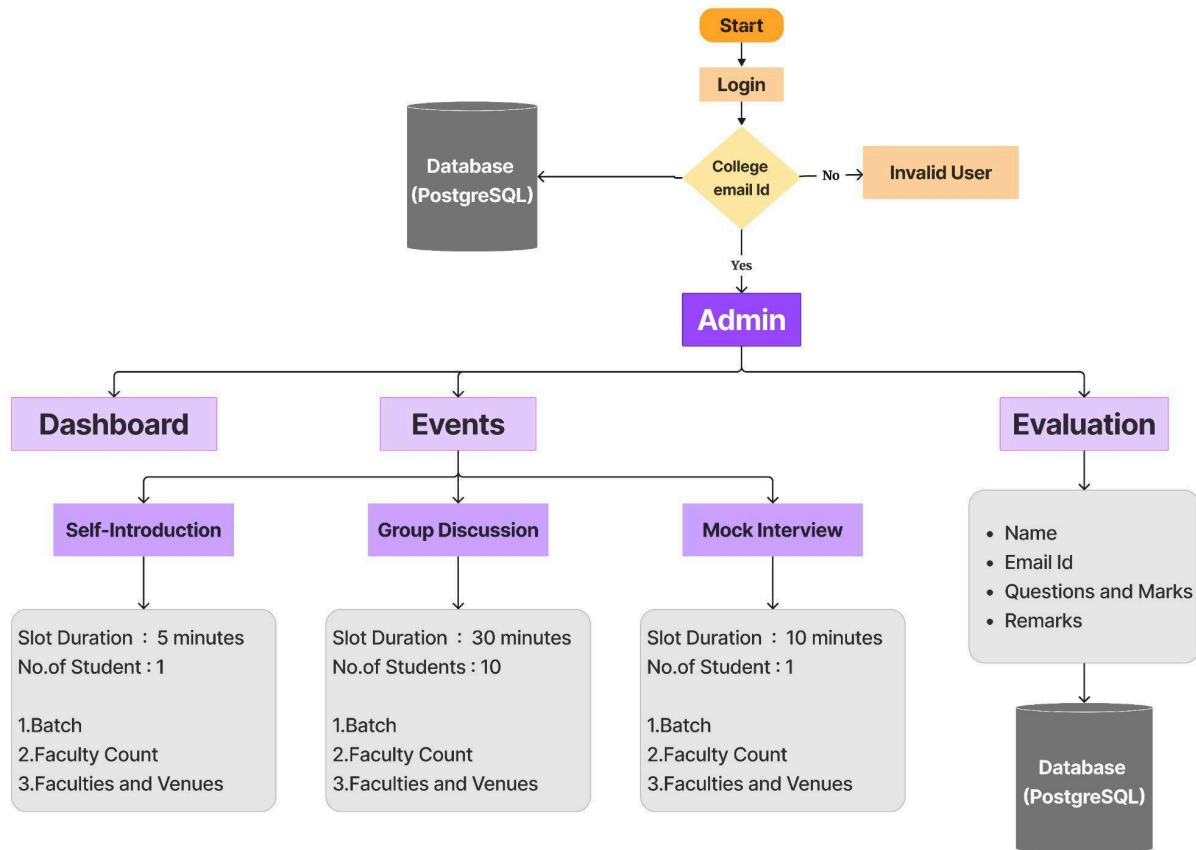 Start
Login
Database
(PostgreSQL)
College
email Id
No
Invalid User
Yes
Admin
Dashboard
Events
Evaluation
Self-Introduction
Group Discussion
Mock Interview
Slot Duration : 5 minutes
No.of Student : 1
1.Batch
2.Faculty Count
3.Faculties and Venues
Slot Duration : 30 minutes
No.of Students : 10
1.Batch
2.Faculty Count
3.Faculties and Venues
Slot Duration : 10 minutes
No.of Student : 1
1.Batch
2.Faculty Count
3.Faculties and Venues
• Name
• Email Id
• Questions and Marks
• Remarks
Database
(PostgreSQL)